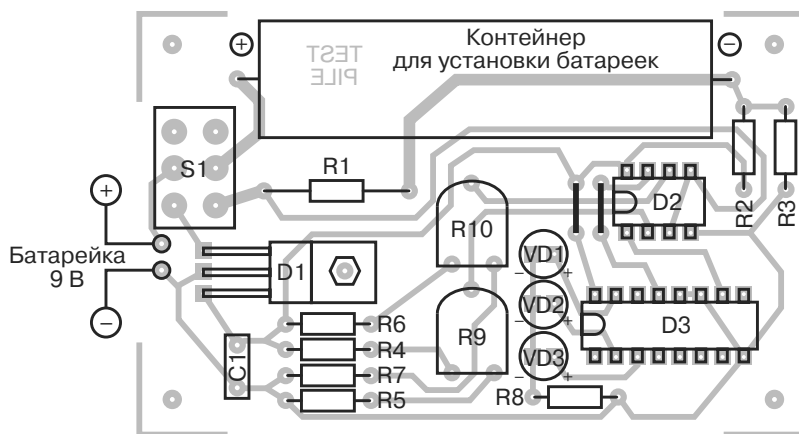 +
TEST
PILE
Контейнер
для установки батареек
−
S1
R1
+
Батарейка
9 В
−
D1
R10
D2
R2
R3
VD1
− +
VD2
− +
VD3
− +
D3
R9
C1
R6
R4
R7
R5
R8